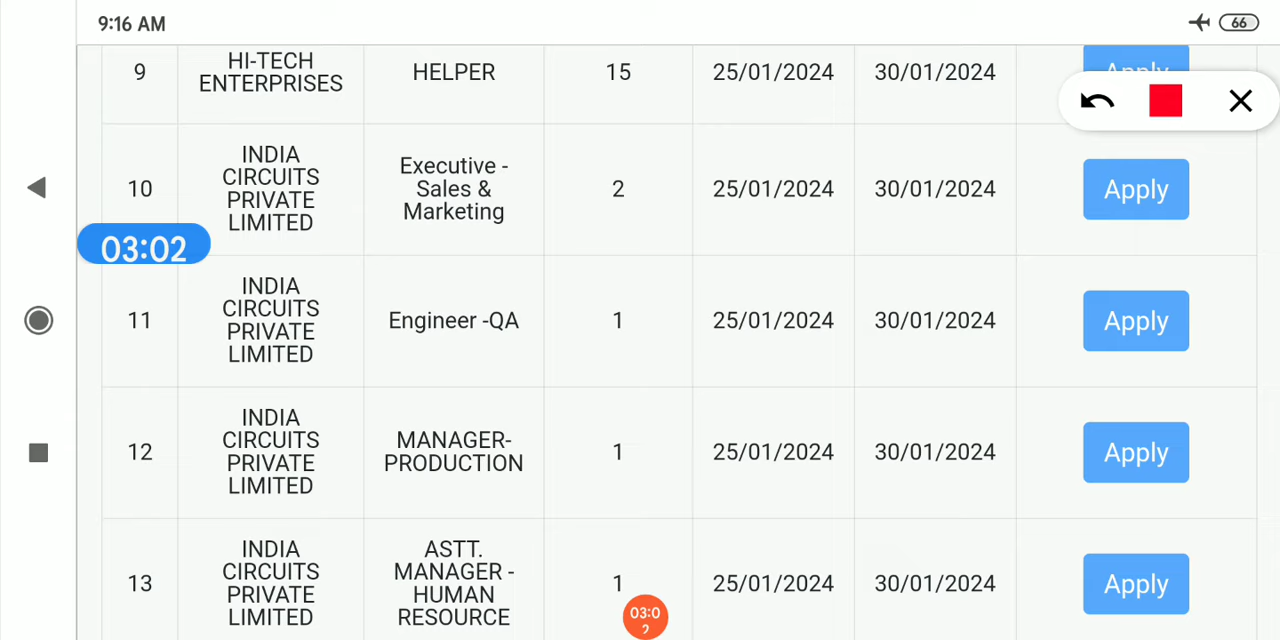 9:16 AM
66
9
HI-TECH
ENTERPRISES
HELPER
15
25/01/2024
30/01/2024
Apply
10
INDIA
CIRCUITS
PRIVATE
LIMITED
Executive -
Sales &
Marketing
2
25/01/2024
30/01/2024
Apply
03:02
11
INDIA
CIRCUITS
PRIVATE
LIMITED
Engineer -QA
1
25/01/2024
30/01/2024
Apply
12
INDIA
CIRCUITS
PRIVATE
LIMITED
MANAGER-
PRODUCTION
1
25/01/2024
30/01/2024
Apply
13
INDIA
CIRCUITS
PRIVATE
LIMITED
ASTT.
MANAGER -
HUMAN
RESOURCE
1
25/01/2024
30/01/2024
Apply
03:0
2